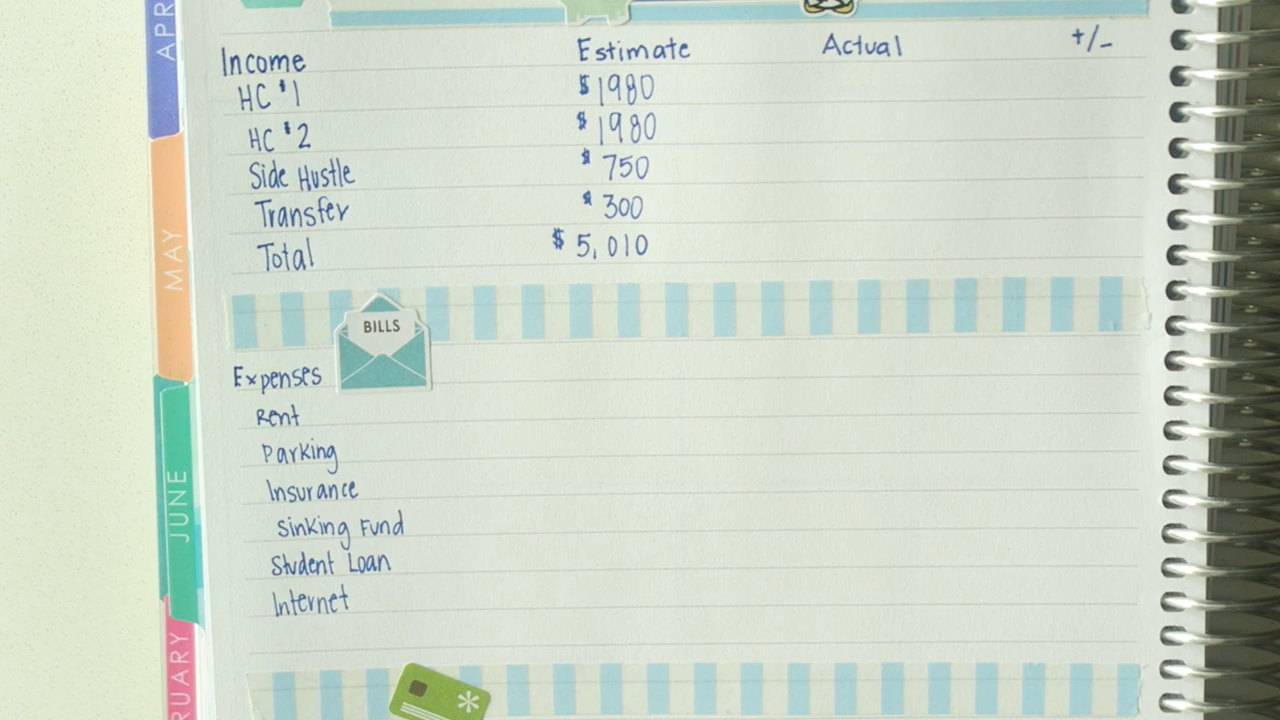 APR
Income Estimate Actual +/-
HC #1 $1980
HC #2 $1980
Side Hustle $750
Transfer $300
Total $5,010
MAY
BILLS
Expenses
Rent
Parking
Insurance
Sinking Fund
Student Loan
Internet
JUNE
RUARY